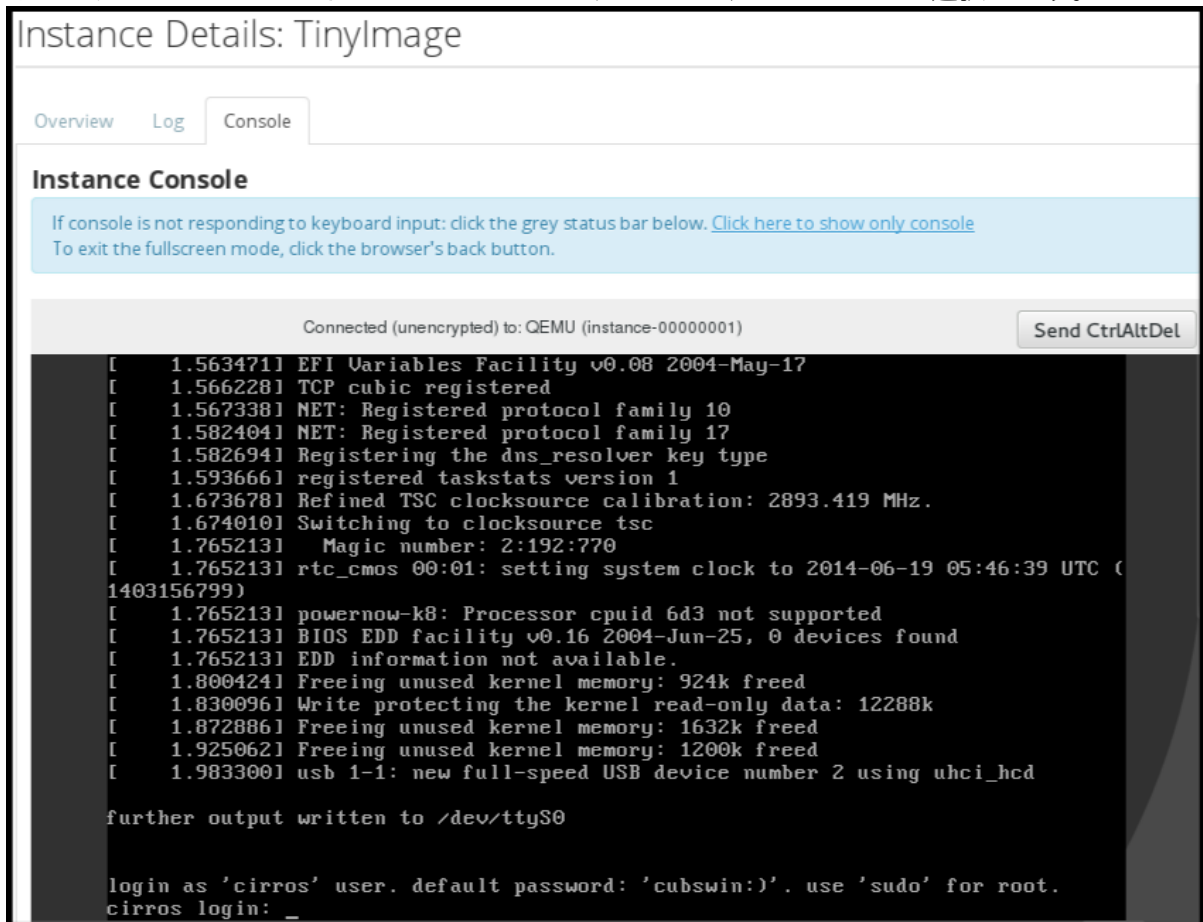 Instance Details: TinyImage
Overview Log Console
Instance Console
If console is not responding to keyboard input: click the grey status bar below. Click here to show only console
To exit the fullscreen mode, click the browser's back button.
Connected (unencrypted) to: QEMU (instance-00000001) Send CtrlAltDel
[    1.563471] EFI Variables Facility v0.08 2004-May-17
[    1.566228] TCP cubic registered
[    1.567338] NET: Registered protocol family 10
[    1.582404] NET: Registered protocol family 17
[    1.582694] Registering the dns_resolver key type
[    1.593666] registered taskstats version 1
[    1.673678] Refined TSC clocksource calibration: 2893.419 MHz.
[    1.674010] Switching to clocksource tsc
[    1.765213]   Magic number: 2:192:770
[    1.765213] rtc_cmos 00:01: setting system clock to 2014-06-19 05:46:39 UTC (
1403156799)
[    1.765213] powernow-k8: Processor cpuid 6d3 not supported
[    1.765213] BIOS EDD facility v0.16 2004-Jun-25, 0 devices found
[    1.765213] EDD information not available.
[    1.800424] Freeing unused kernel memory: 924k freed
[    1.830096] Write protecting the kernel read-only data: 12288k
[    1.872886] Freeing unused kernel memory: 1632k freed
[    1.925062] Freeing unused kernel memory: 1200k freed
[    1.983300] usb 1-1: new full-speed USB device number 2 using uhci_hcd
further output written to /dev/ttyS0
login as 'cirros' user. default password: 'cubswin:)'. use 'sudo' for root.
cirros login: _